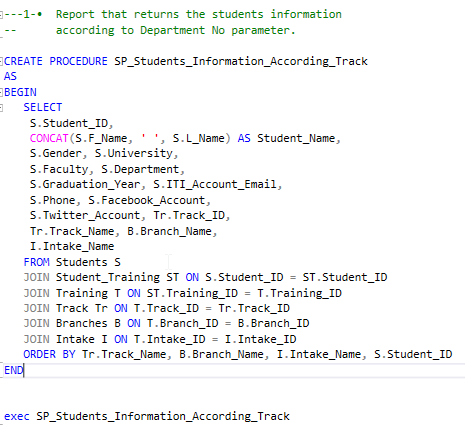 ---1-•  Report that returns the students information
--      according to Department No parameter.
CREATE PROCEDURE SP_Students_Information_According_Track
AS
BEGIN
SELECT
S.Student_ID,
CONCAT(S.F_Name, ' ', S.L_Name) AS Student_Name,
S.Gender, S.University,
S.Faculty, S.Department,
S.Graduation_Year, S.ITI_Account_Email,
S.Phone, S.Facebook_Account,
S.Twitter_Account, Tr.Track_ID,
Tr.Track_Name, B.Branch_Name,
I.Intake_Name
FROM Students S
JOIN Student_Training ST ON S.Student_ID = ST.Student_ID
JOIN Training T ON ST.Training_ID = T.Training_ID
JOIN Track Tr ON T.Track_ID = Tr.Track_ID
JOIN Branches B ON T.Branch_ID = B.Branch_ID
JOIN Intake I ON T.Intake_ID = I.Intake_ID
ORDER BY Tr.Track_Name, B.Branch_Name, I.Intake_Name, S.Student_ID
END
exec SP_Students_Information_According_Track